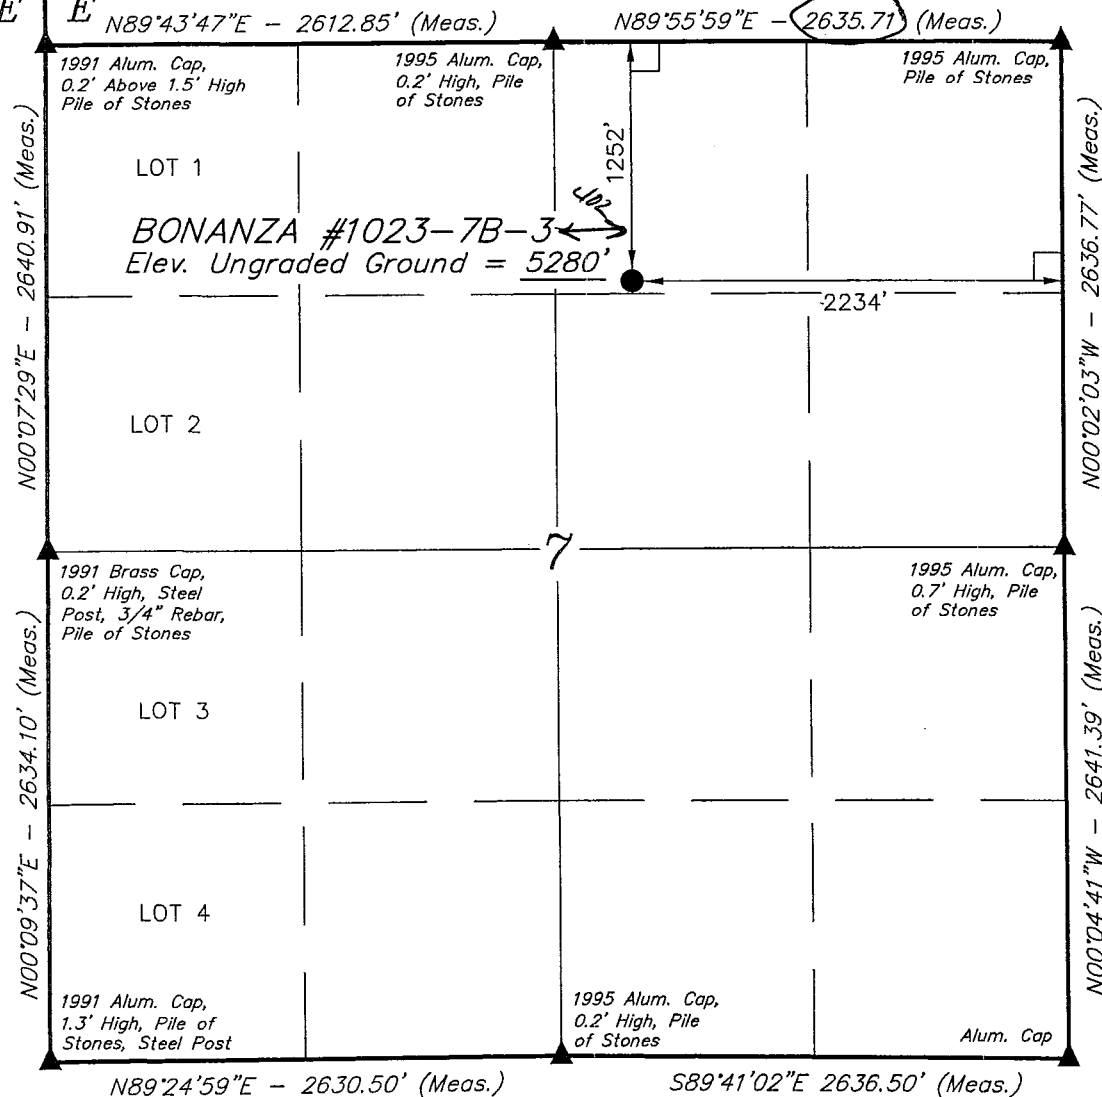 E E
N89°43'47"E - 2612.85' (Meas.)
N89°55'59"E - 2635.71 (Meas.)
1991 Alum. Cap,
0.2' Above 1.5' High
Pile of Stones
1995 Alum. Cap,
0.2' High, Pile
of Stones
1995 Alum. Cap,
Pile of Stones
N00°07'29"E - 2640.91' (Meas.)
N00°02'03"W - 2636.77' (Meas.)
1252'
LOT 1
402
BONANZA #1023-7B-3
Elev. Ungraded Ground = 5280'
2234'
LOT 2
7
1991 Brass Cap,
0.2' High, Steel
Post, 3/4" Rebar,
Pile of Stones
1995 Alum. Cap,
0.7' High, Pile
of Stones
N00°09'37"E - 2634.10' (Meas.)
N00°04'41"W - 2641.39' (Meas.)
LOT 3
LOT 4
1991 Alum. Cap,
1.3' High, Pile of
Stones, Steel Post
1995 Alum. Cap,
0.2' High, Pile
of Stones
Alum. Cap
N89°24'59"E - 2630.50' (Meas.)
S89°41'02"E 2636.50' (Meas.)